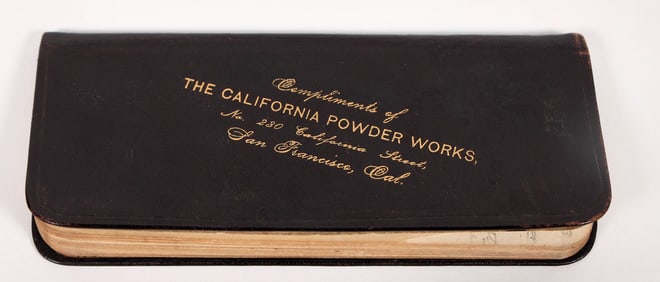 Compliments of
THE CALIFORNIA POWDER WORKS,
No. 230 California Street,
San Francisco, Cal.